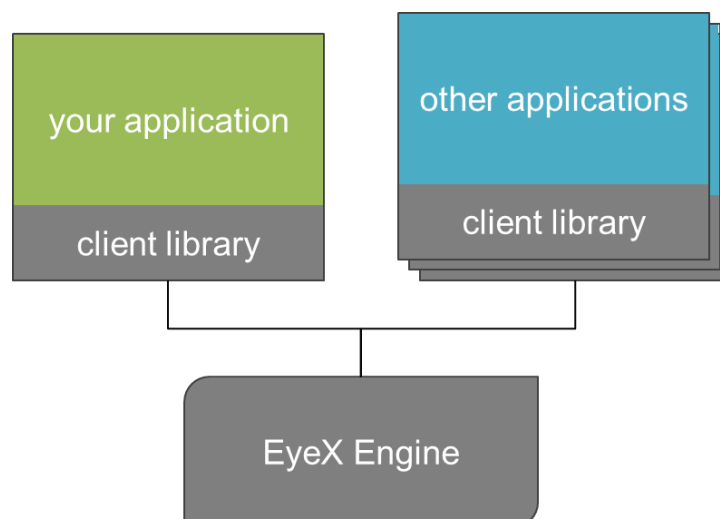 your application
client library
other applications
client library
EyeX Engine